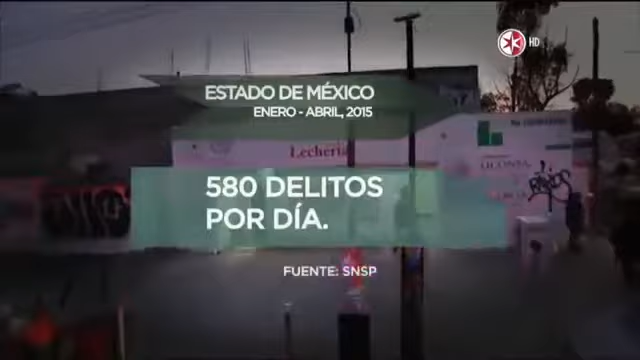 HD
ESTADO DE MÉXICO
ENERO - ABRIL, 2015
Lechería
580 DELITOS
POR DÍA.
FUENTE: SNSP